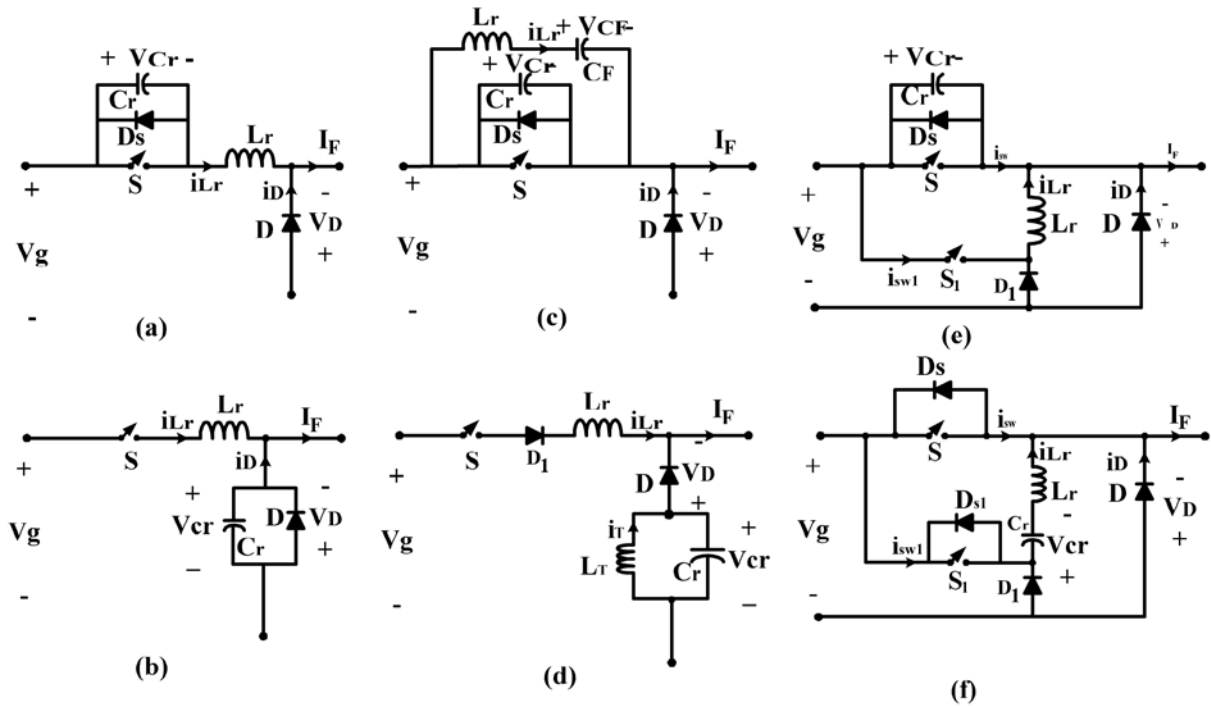 + VCr -
Cr
Ds
Lr
IF
+
S
iLr
iD
-
D
VD
+
Vg
-
(a)
Lr
iLr
+ VCF-
CF
+ VCr-
Cr
Ds
IF
+
S
iD
-
D
VD
+
Vg
-
(c)
+ VCr-
Cr
Ds
isw
IF
+
S
iLr
iD
-
Lr
D
VD
+
Vg
isw1
S1
D1
-
(e)
Lr
iLr
IF
S
+
iD
+
-
Vg
Vcr
Cr
D
VD
-
+
-
(b)
Lr
iLr
IF
S
D1
-
+
D
VD
+
iT
+
Vg
LT
Cr
Vcr
-
–
(d)
Ds
isw
IF
S
iLr
iD
+
Lr
-
Ds1
D
VD
Cr
-
Vg
isw1
Vcr
+
S1
+
D1
-
(f)